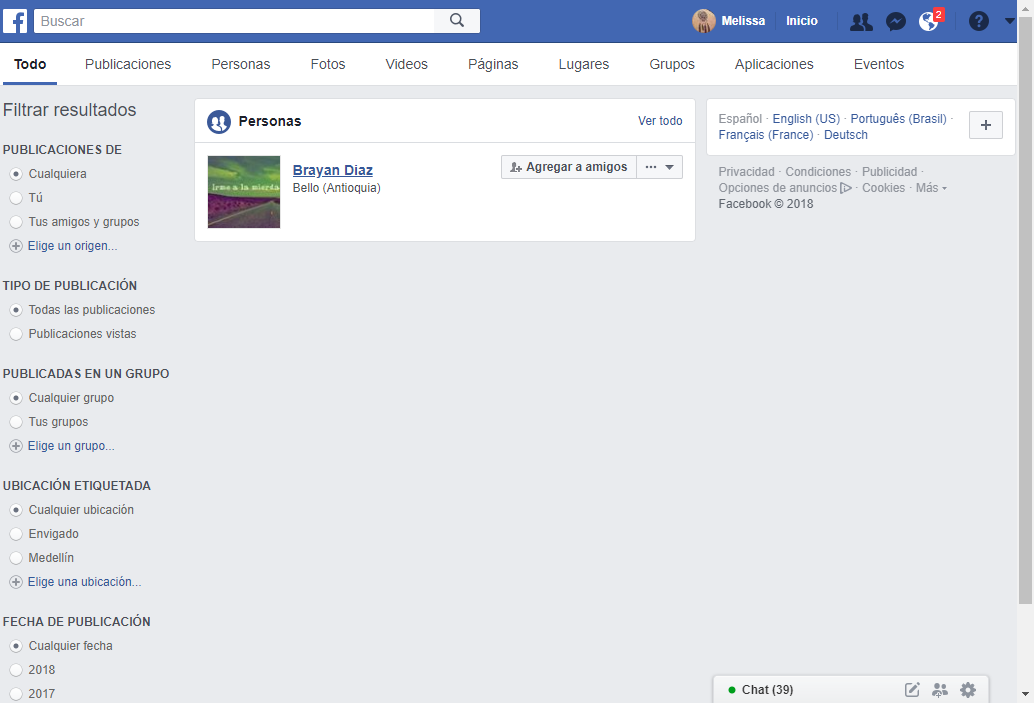 f Buscar Melissa Inicio 2 ?
Todo Publicaciones Personas Fotos Videos Páginas Lugares Grupos Aplicaciones Eventos
Filtrar resultados
PUBLICACIONES DE
Cualquiera
Tú
Tus amigos y grupos
Elige un origen...
TIPO DE PUBLICACIÓN
Todas las publicaciones
Publicaciones vistas
PUBLICADAS EN UN GRUPO
Cualquier grupo
Tus grupos
Elige un grupo...
UBICACIÓN ETIQUETADA
Cualquier ubicación
Envigado
Medellín
Elige una ubicación...
FECHA DE PUBLICACIÓN
Cualquier fecha
2018
2017
Personas Ver todo
irme a la mierda
Brayan Diaz
Bello (Antioquia)
Agregar a amigos ...
Español · English (US) · Português (Brasil) ·
Français (France) · Deutsch
+
Privacidad · Condiciones · Publicidad ·
Opciones de anuncios · Cookies · Más
Facebook © 2018
Chat (39)